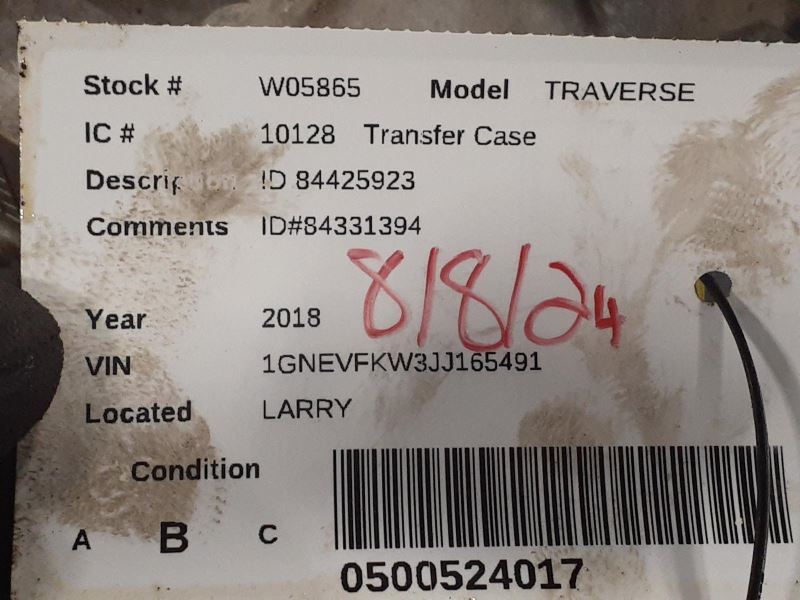 Stock # W05865 Model TRAVERSE
IC # 10128 Transfer Case
ID 84425923
Comments ID#84331394
8/8/24
Year 2018
VIN 1GNEVFKW3JJ165491
Located LARRY
Condition
A B C
0500524017